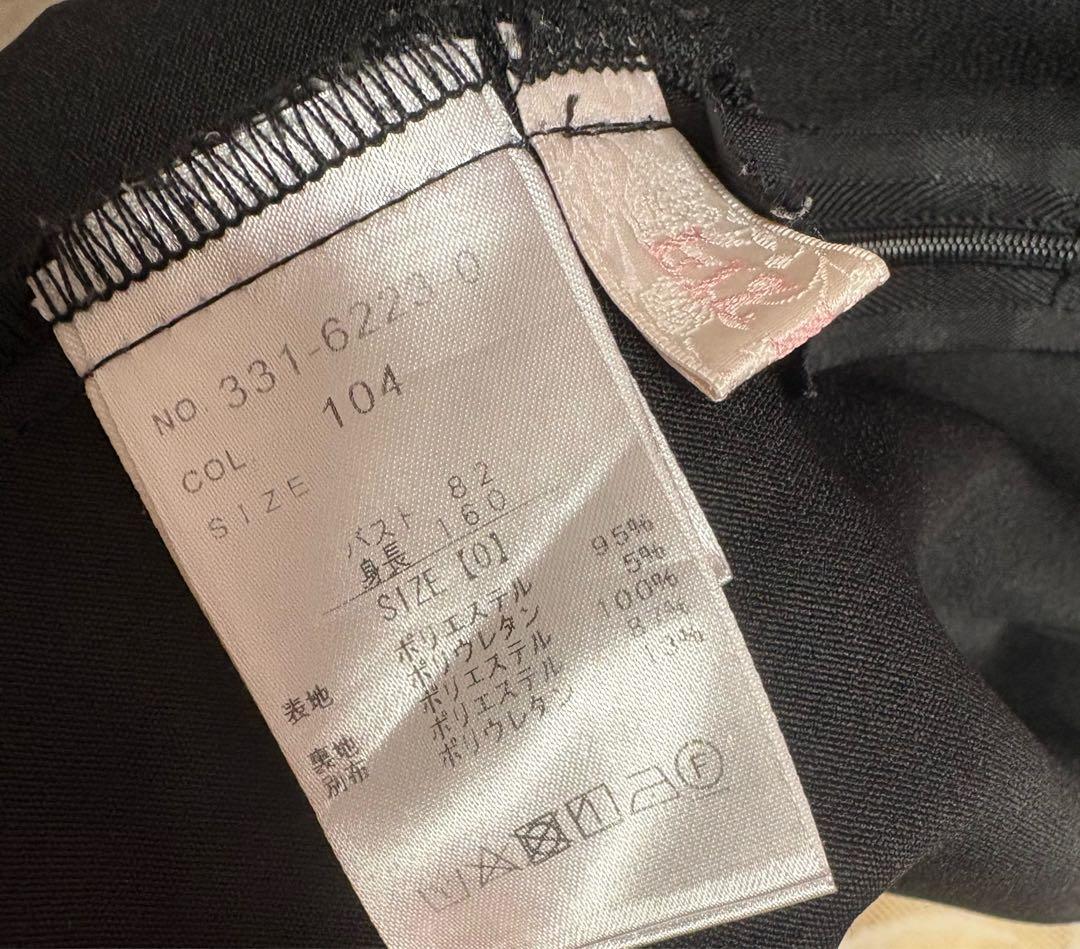 NO. 331-6223 0
COL. 104
SIZE
バスト 82
身長 160
SIZE【0】
表地 ポリエステル 95%
ポリウレタン 5%
裏地 ポリエステル 100%
別布 ポリエステル
ポリウレタン 13%
F